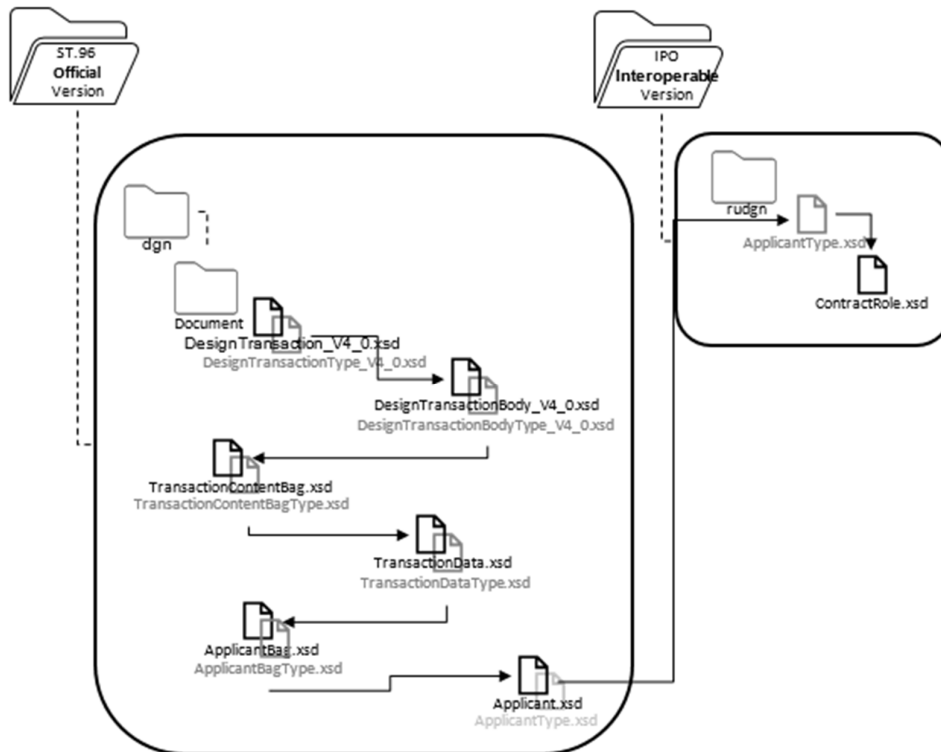 ST.96
Official
Version
IPO
Interoperable
Version
dgn
Document
DesignTransaction_V4_0.xsd
DesignTransactionType_V4_0.xsd
DesignTransactionBody_V4_0.xsd
DesignTransactionBodyType_V4_0.xsd
TransactionContentBag.xsd
TransactionContentBagType.xsd
TransactionData.xsd
TransactionDataType.xsd
ApplicantBag.xsd
ApplicantBagType.xsd
Applicant.xsd
ApplicantType.xsd
rudgn
ApplicantType.xsd
ContractRole.xsd